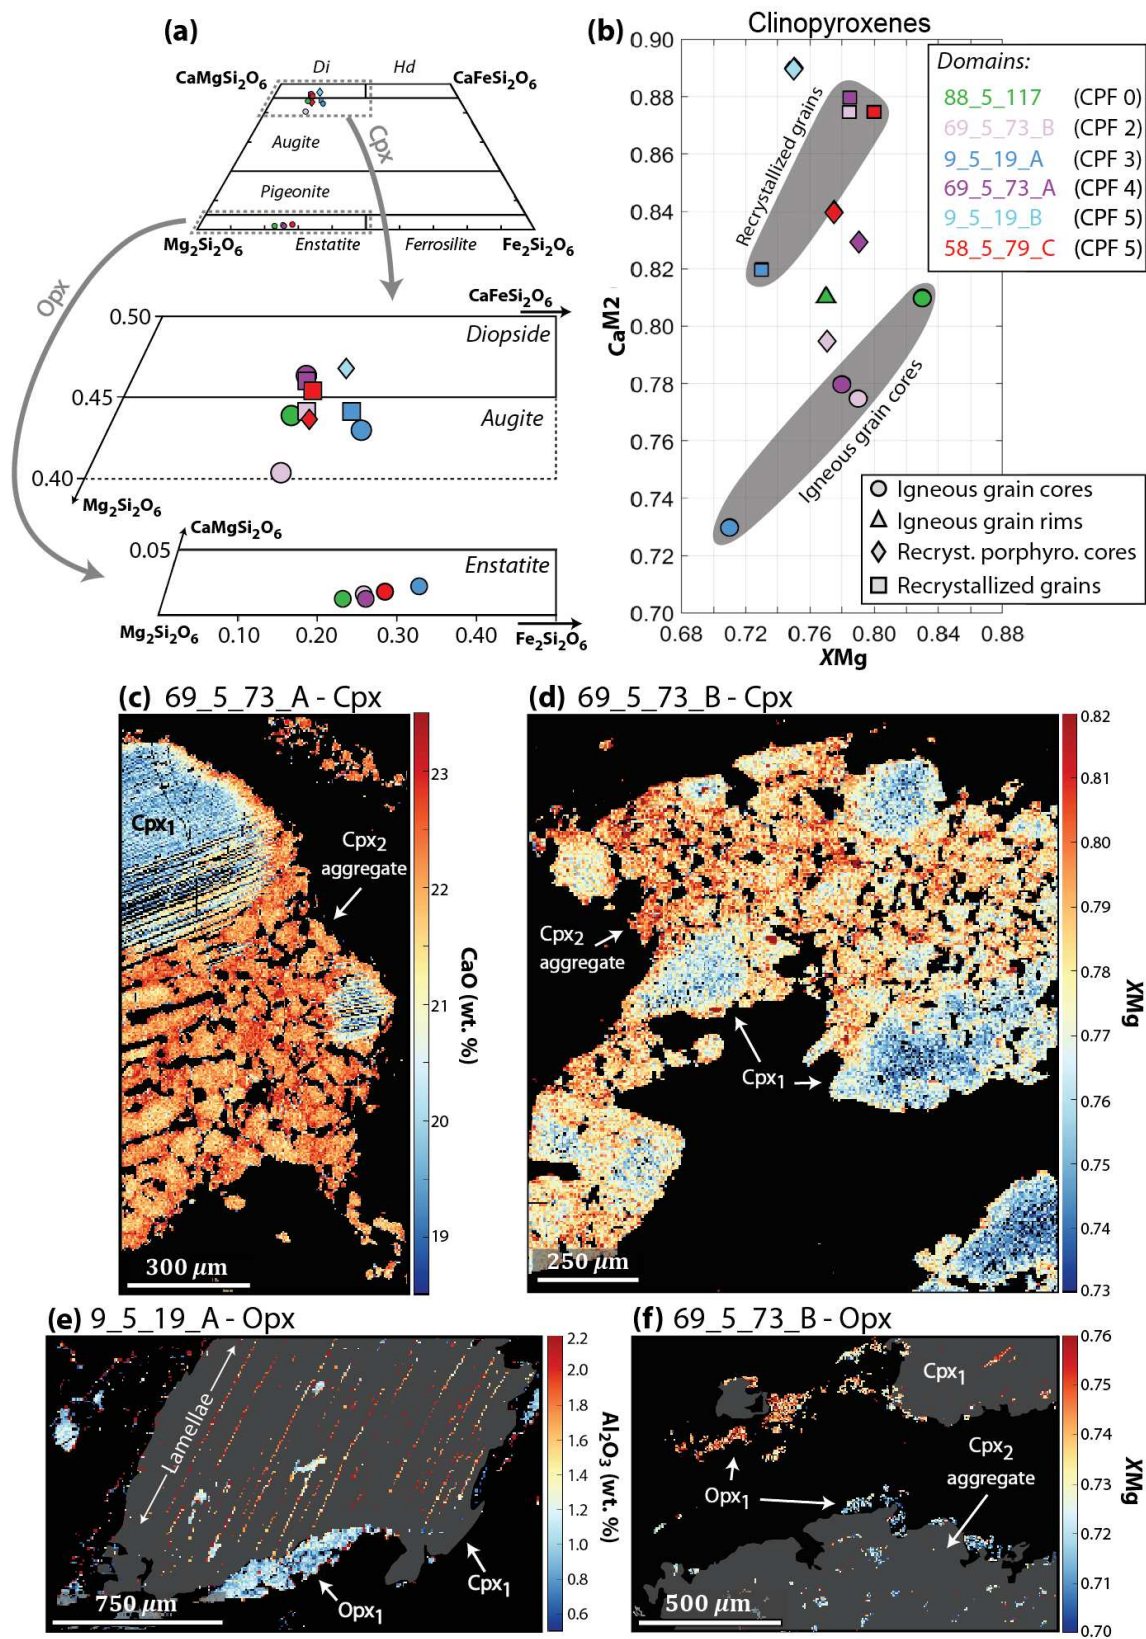 (a)
Di
Hd
CaMgSi₂O₆
CaFeSi₂O₆
Augite
Cpx
Pigeonite
Mg₂Si₂O₆
Enstatite
Ferrosilite
Fe₂Si₂O₆
Opx
CaFeSi₂O₆
0.50
Diopside
0.45
Augite
0.40
Mg₂Si₂O₆
CaMgSi₂O₆
0.05
Enstatite
Mg₂Si₂O₆
0.10
0.20
0.30
0.40
Fe₂Si₂O₆
(b)
Clinopyroxenes
0.90
0.88
0.86
0.84
0.82
0.80
0.78
0.76
0.74
0.72
0.70
CaM2
0.68
0.72
0.76
0.80
0.84
0.88
XMg
Recrystallized grains
Igneous grain cores
Domains:
88_5_117 (CPF 0)
69_5_73_B (CPF 2)
9_5_19_A (CPF 3)
69_5_73_A (CPF 4)
9_5_19_B (CPF 5)
58_5_79_C (CPF 5)
Igneous grain cores
Igneous grain rims
Recryst. porphyro. cores
Recrystallized grains
(c) 69_5_73_A - Cpx
Cpx₁
Cpx₂
aggregate
300 μm
23
22
21
20
19
CaO (wt. %)
(d) 69_5_73_B - Cpx
Cpx₂
aggregate
Cpx₁
250 μm
0.82
0.81
0.80
0.79
0.78
0.77
0.76
0.75
0.74
0.73
XMg
(e) 9_5_19_A - Opx
Lamellae
Cpx₁
Opx₁
750 μm
2.2
2.0
1.8
1.6
1.4
1.2
1.0
0.8
0.6
Al₂O₃ (wt. %)
(f) 69_5_73_B - Opx
Cpx₁
Cpx₂
aggregate
Opx₁
500 μm
0.76
0.75
0.74
0.73
0.72
0.71
0.70
XMg